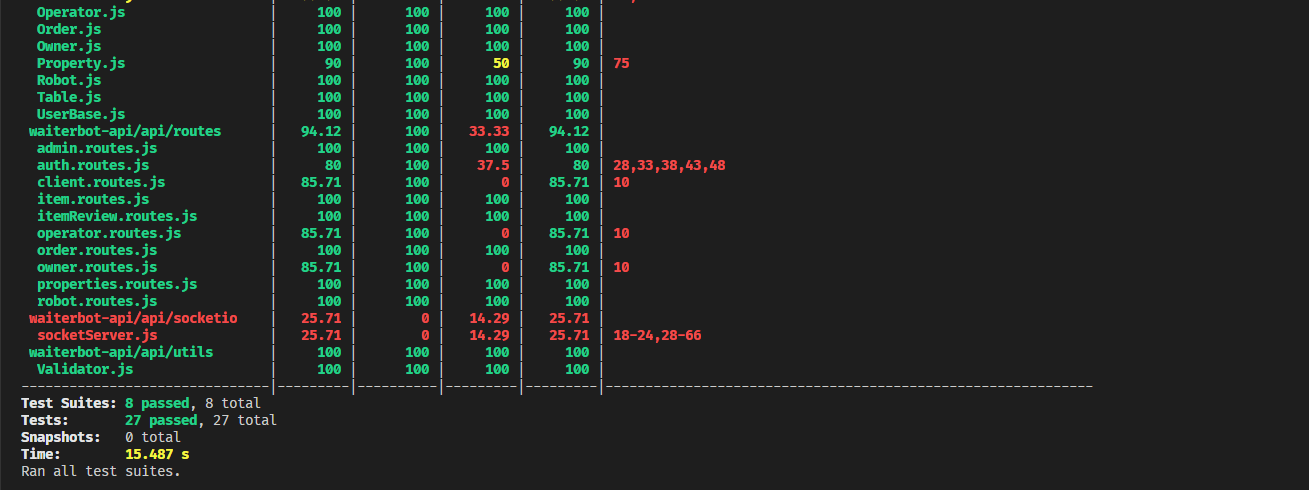 Operator.js | 100 | 100 | 100 | 100 |
Order.js | 100 | 100 | 100 | 100 |
Owner.js | 100 | 100 | 100 | 100 |
Property.js | 90 | 100 | 50 | 90 | 75
Robot.js | 100 | 100 | 100 | 100 |
Table.js | 100 | 100 | 100 | 100 |
UserBase.js | 100 | 100 | 100 | 100 |
waiterbot-api/api/routes | 94.12 | 100 | 33.33 | 94.12 |
admin.routes.js | 100 | 100 | 100 | 100 |
auth.routes.js | 80 | 100 | 37.5 | 80 | 28,33,38,43,48
client.routes.js | 85.71 | 100 | 0 | 85.71 | 10
item.routes.js | 100 | 100 | 100 | 100 |
itemReview.routes.js | 100 | 100 | 100 | 100 |
operator.routes.js | 85.71 | 100 | 0 | 85.71 | 10
order.routes.js | 100 | 100 | 100 | 100 |
owner.routes.js | 85.71 | 100 | 0 | 85.71 | 10
properties.routes.js | 100 | 100 | 100 | 100 |
robot.routes.js | 100 | 100 | 100 | 100 |
waiterbot-api/api/socketio | 25.71 | 0 | 14.29 | 25.71 |
socketServer.js | 25.71 | 0 | 14.29 | 25.71 | 18-24,28-66
waiterbot-api/api/utils | 100 | 100 | 100 | 100 |
Validator.js | 100 | 100 | 100 | 100 |
-------------------------------|---------|----------|---------|---------|-------------------------------------------------------------
Test Suites: 8 passed, 8 total
Tests: 27 passed, 27 total
Snapshots: 0 total
Time: 15.487 s
Ran all test suites.